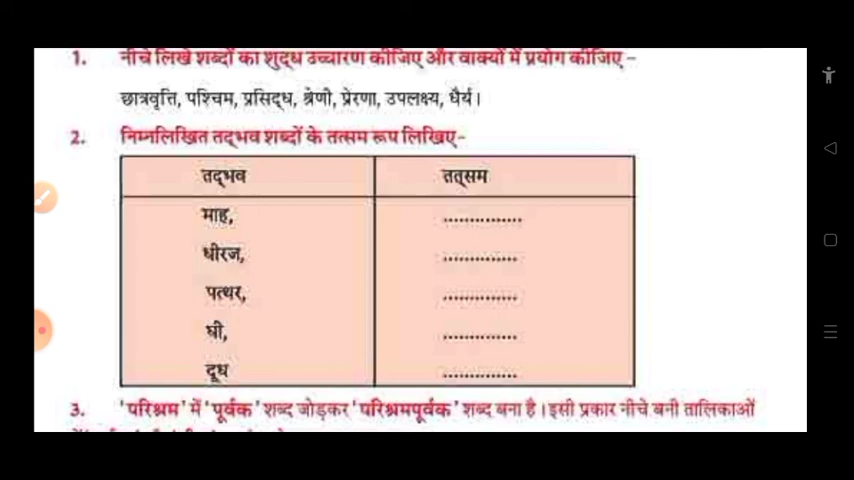 1. नीचे लिखे शब्दों का शुद्ध उच्चारण कीजिए और वाक्यों में प्रयोग कीजिए –
छात्रवृत्ति, पश्चिम, प्रसिद्ध, श्रेणी, प्रेरणा, उपलक्ष्य, धैर्य।
2. निम्नलिखित तद्भव शब्दों के तत्सम रूप लिखिए–
तद्भव तत्सम
माह, ...............
धीरज, ..............
पत्थर, ..............
घी, ..............
दूध ..............
3. 'परिश्रम' में 'पूर्वक' शब्द जोड़कर 'परिश्रमपूर्वक' शब्द बना है। इसी प्रकार नीचे बनी तालिकाओं